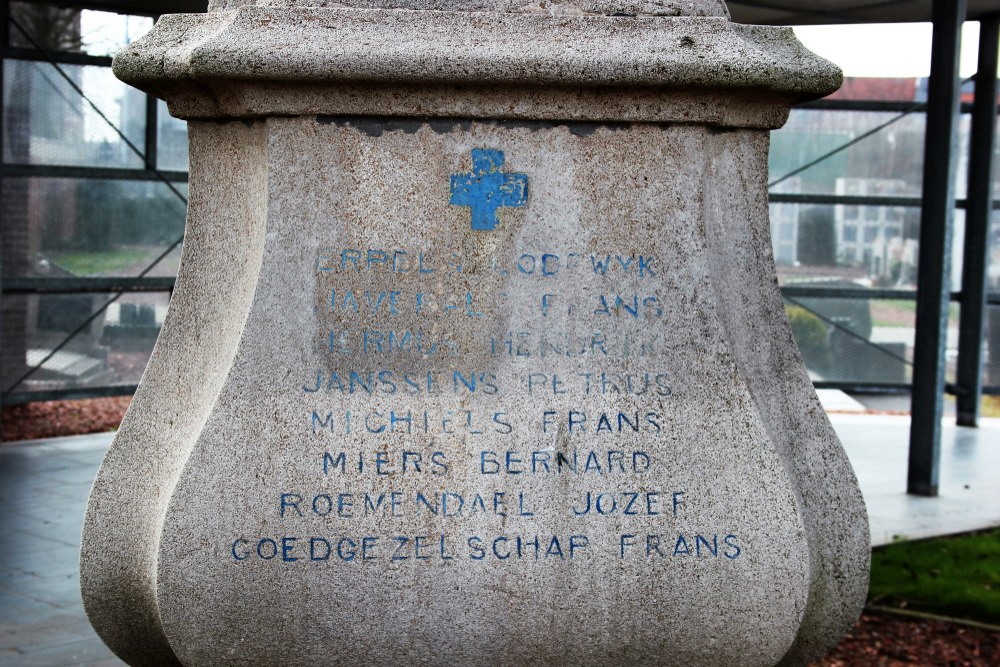 LODEWYK
FRANS
HENDRIK
JANSSENS PETRUS
MICHIELS FRANS
MIERS BERNARD
ROEMENDAEL JOZEF
GOEDGEZELSCHAP FRANS